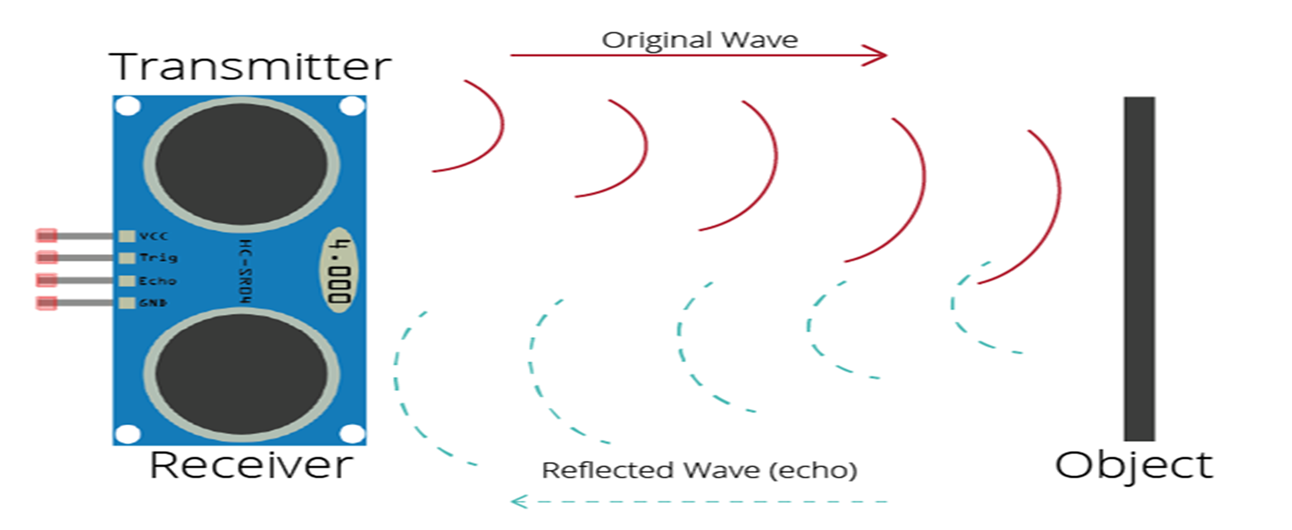 Original Wave
Transmitter
VCC
Trig
Echo
GND
HC-SR04
4.000
Receiver
Reflected Wave (echo)
Object